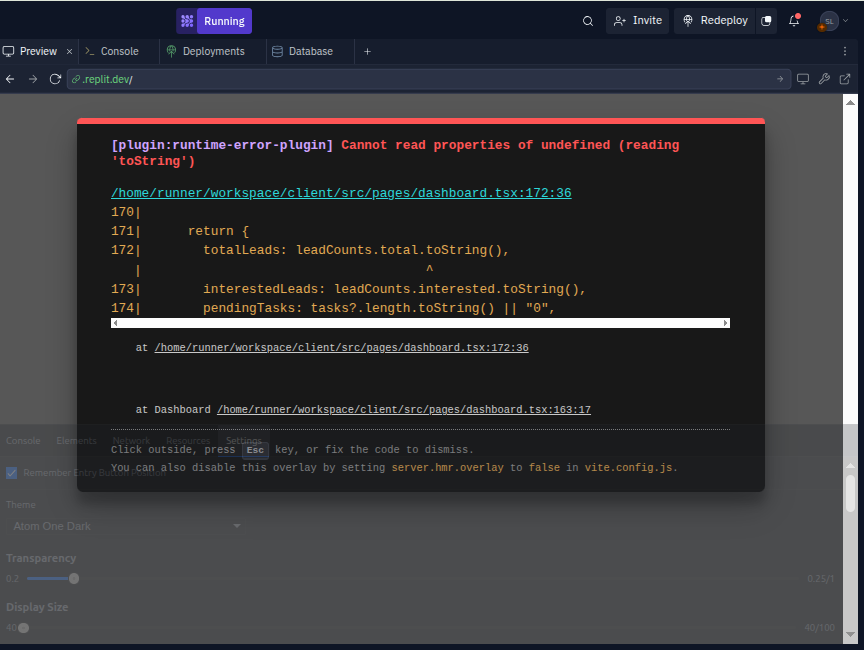 Running
Invite
Redeploy
SL
Preview
Console
Deployments
Database
.replit.dev/
[plugin:runtime-error-plugin] Cannot read properties of undefined (reading
'toString')
/home/runner/workspace/client/src/pages/dashboard.tsx:172:36
170|
171|      return {
172|        totalLeads: leadCounts.total.toString(),
|                                     ^
173|        interestedLeads: leadCounts.interested.toString(),
174|        pendingTasks: tasks?.length.toString() || "0",
at /home/runner/workspace/client/src/pages/dashboard.tsx:172:36
at Dashboard /home/runner/workspace/client/src/pages/dashboard.tsx:163:17
Console Elements Network Resources Settings
Click outside, press Esc key, or fix the code to dismiss.
You can also disable this overlay by setting server.hmr.overlay to false in vite.config.js.
Remember Entry Button Position
Theme
Atom One Dark
Transparency
0.2
0.25/1
Display Size
40
40/100